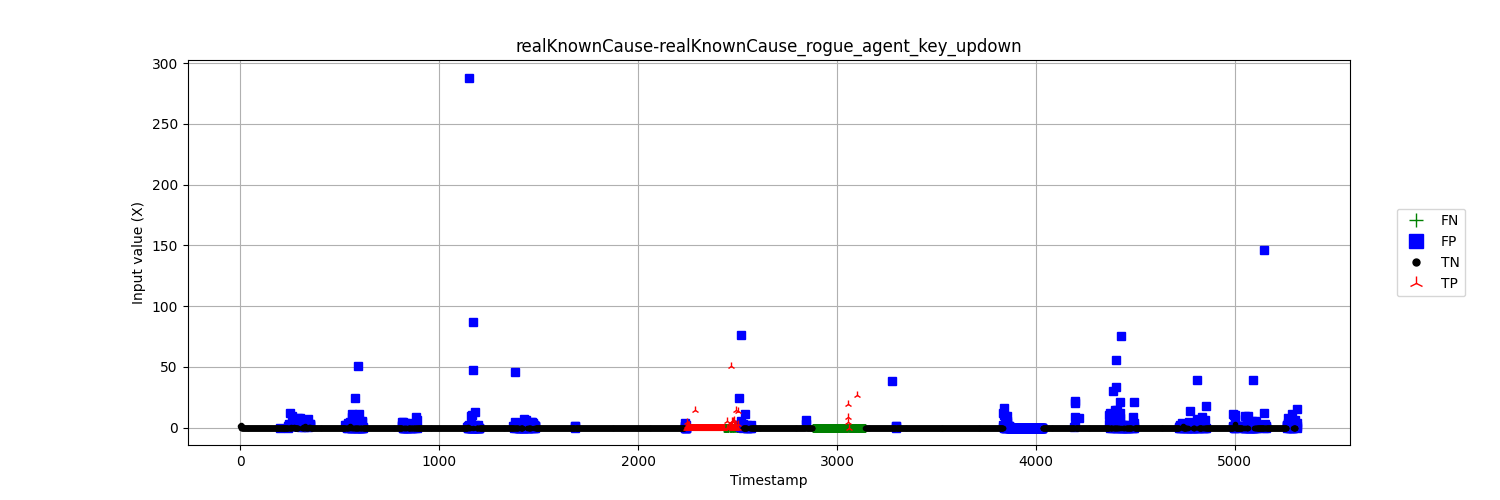 realKnownCause-realKnownCause_rogue_agent_key_updown
300
250
200
150
100
50
0
Input value (X)
0 1000 2000 3000 4000 5000
Timestamp
FN
FP
TN
TP